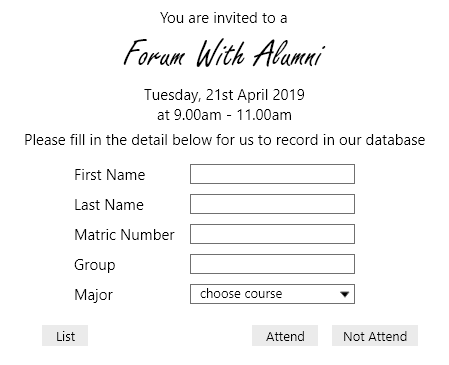 You are invited to a
Forum With Alumni
Tuesday, 21st April 2019
at 9.00am - 11.00am
Please fill in the detail below for us to record in our database
First Name
Last Name
Matric Number
Group
Major choose course
List Attend Not Attend